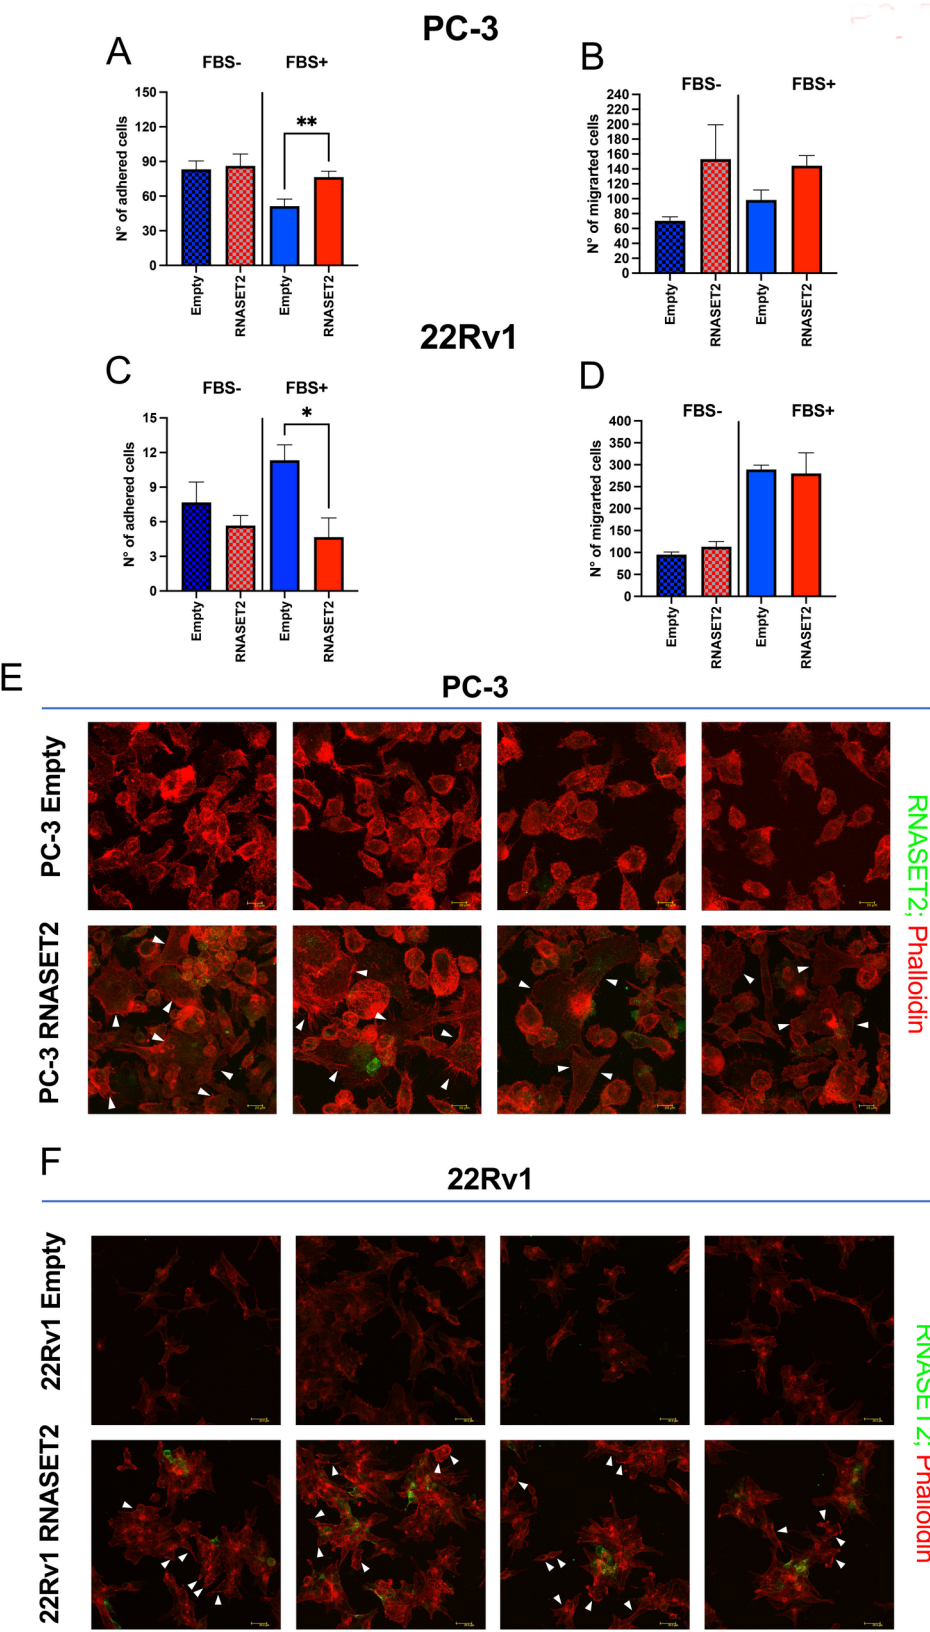 PC-3
A
FBS-
FBS+
**
N° of adhered cells
150
120
90
60
30
0
Empty
RNASET2
Empty
RNASET2
B
FBS-
FBS+
N° of migrarted cells
240
220
200
180
160
140
120
100
80
60
40
20
0
Empty
RNASET2
Empty
RNASET2
22Rv1
C
FBS-
FBS+
*
N° of adhered cells
15
12
9
6
3
0
Empty
RNASET2
Empty
RNASET2
D
FBS-
FBS+
N° of migrarted cells
400
350
300
250
200
150
100
50
0
Empty
RNASET2
Empty
RNASET2
E
PC-3
PC-3 Empty
PC-3 RNASET2
RNASET2; Phalloidin
F
22Rv1
22Rv1 Empty
22Rv1 RNASET2
RNASET2; Phalloidin